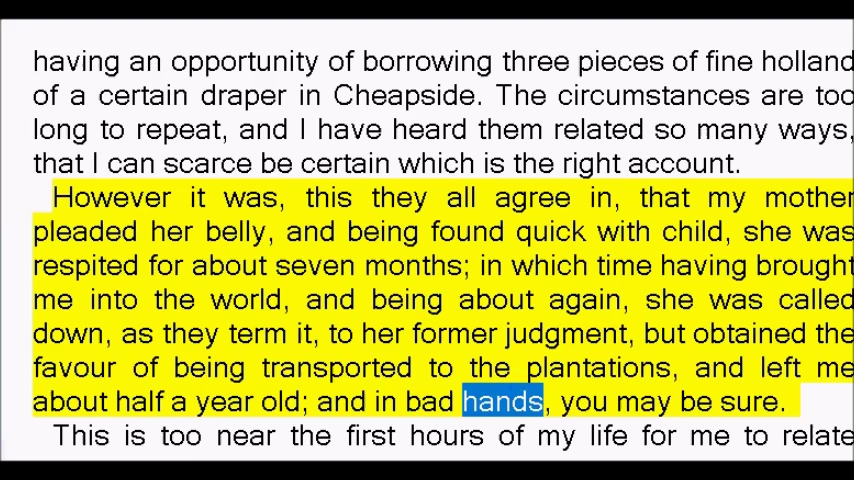 having an opportunity of borrowing three pieces of fine holland
of a certain draper in Cheapside. The circumstances are too
long to repeat, and I have heard them related so many ways,
that I can scarce be certain which is the right account.
However it was, this they all agree in, that my mother
pleaded her belly, and being found quick with child, she was
respited for about seven months; in which time having brought
me into the world, and being about again, she was called
down, as they term it, to her former judgment, but obtained the
favour of being transported to the plantations, and left me
about half a year old; and in bad hands, you may be sure.
This is too near the first hours of my life for me to relate